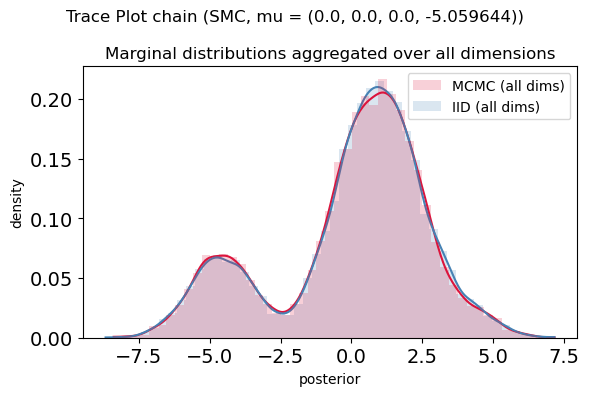 Trace Plot chain (SMC, mu = (0.0, 0.0, 0.0, -5.059644))
Marginal distributions aggregated over all dimensions
MCMC (all dims)
IID (all dims)
density
0.20
0.15
0.10
0.05
0.00
−7.5 −5.0 −2.5 0.0 2.5 5.0 7.5
posterior